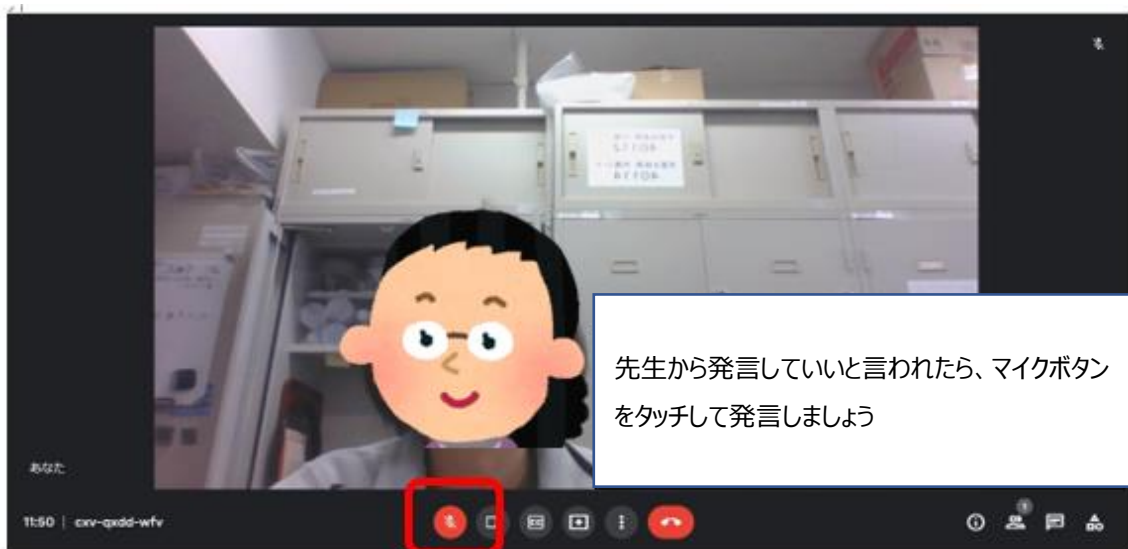 先生から発言していいと言われたら、マイクボタン
をタッチして発言しましょう
あなた
11:50 | cxv-qxdd-wfv
1